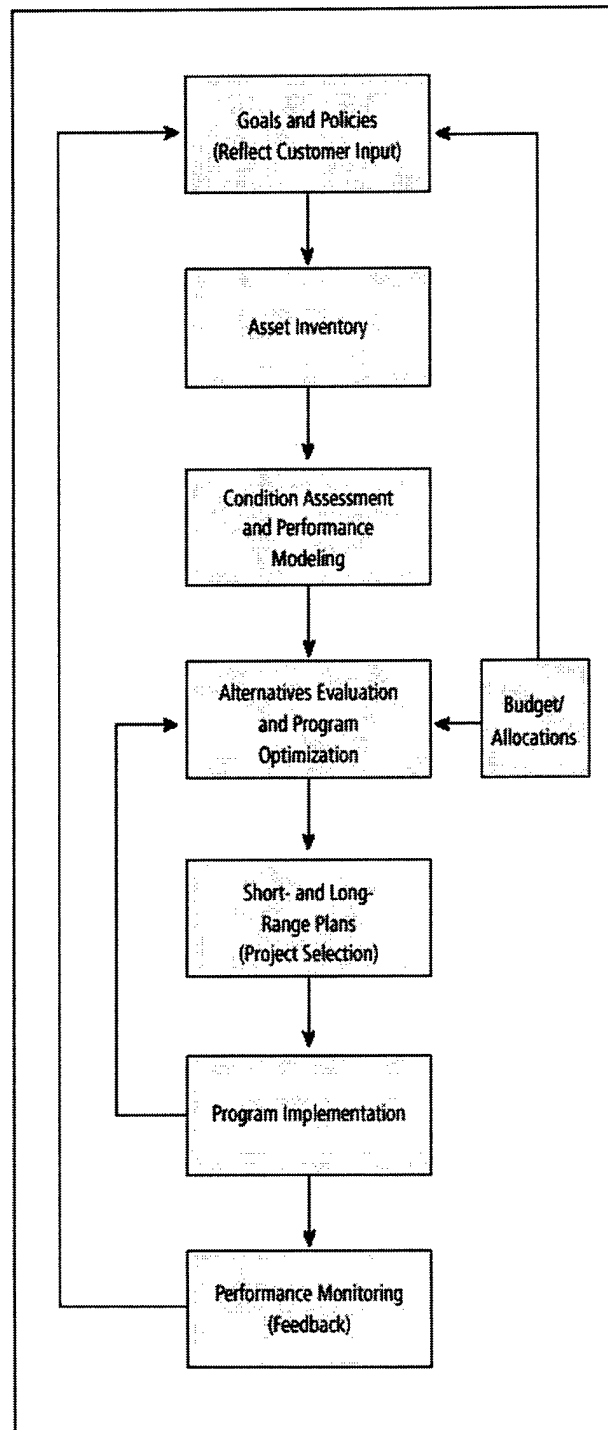 Goals and Policies
(Reflect Customer Input)
Asset Inventory
Condition Assessment
and Performance
Modeling
Alternatives Evaluation
and Program
Optimization
Budget/
Allocations
Short- and Long-
Range Plans
(Project Selection)
Program Implementation
Performance Monitoring
(Feedback)